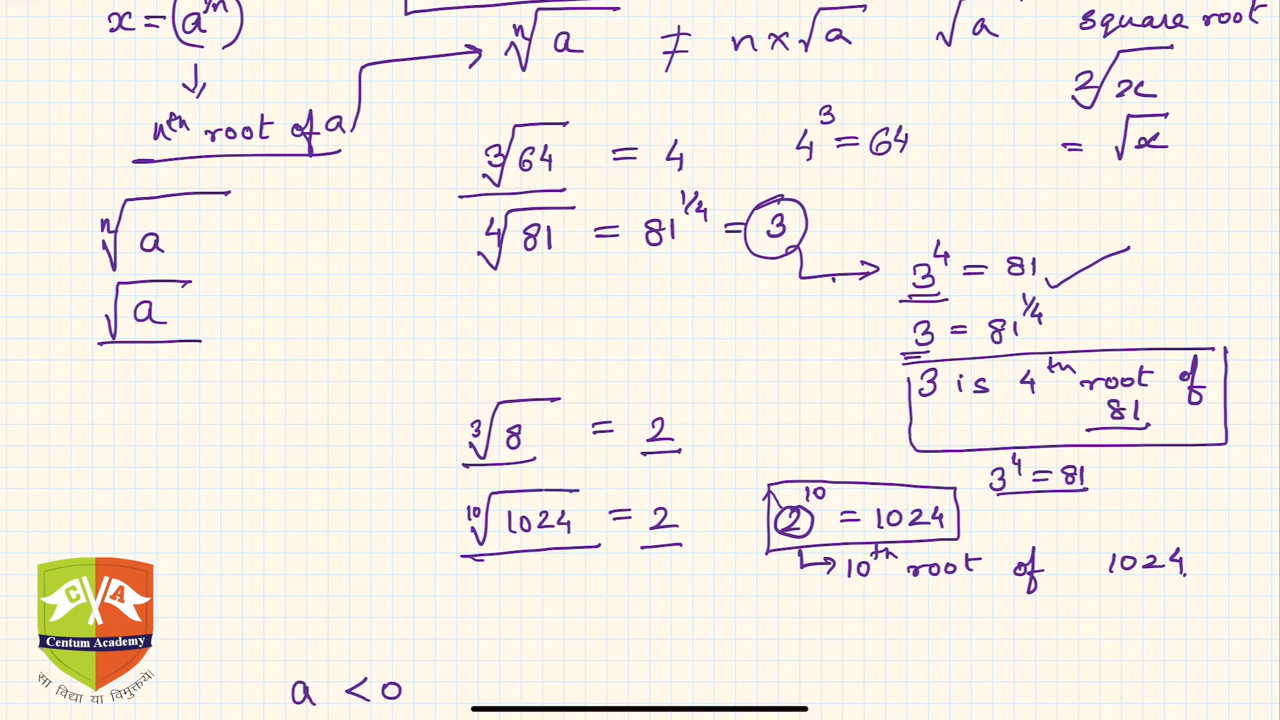 x = (a^1/n)
ⁿ√a ≠ n × √a √a square root
²√x
= √x
nth root of a
³√64 = 4 4³ = 64
ⁿ√a
⁴√81 = 81^1/4 = 3
√a
3⁴ = 81 ✓
3 = 81^1/4
3 is 4th root of
81
3⁴ = 81
³√8 = 2
¹⁰√1024 = 2 2¹⁰ = 1024
→ 10th root of 1024
C A
Centum Academy
सा विद्या या विमुक्तये।
a < 0